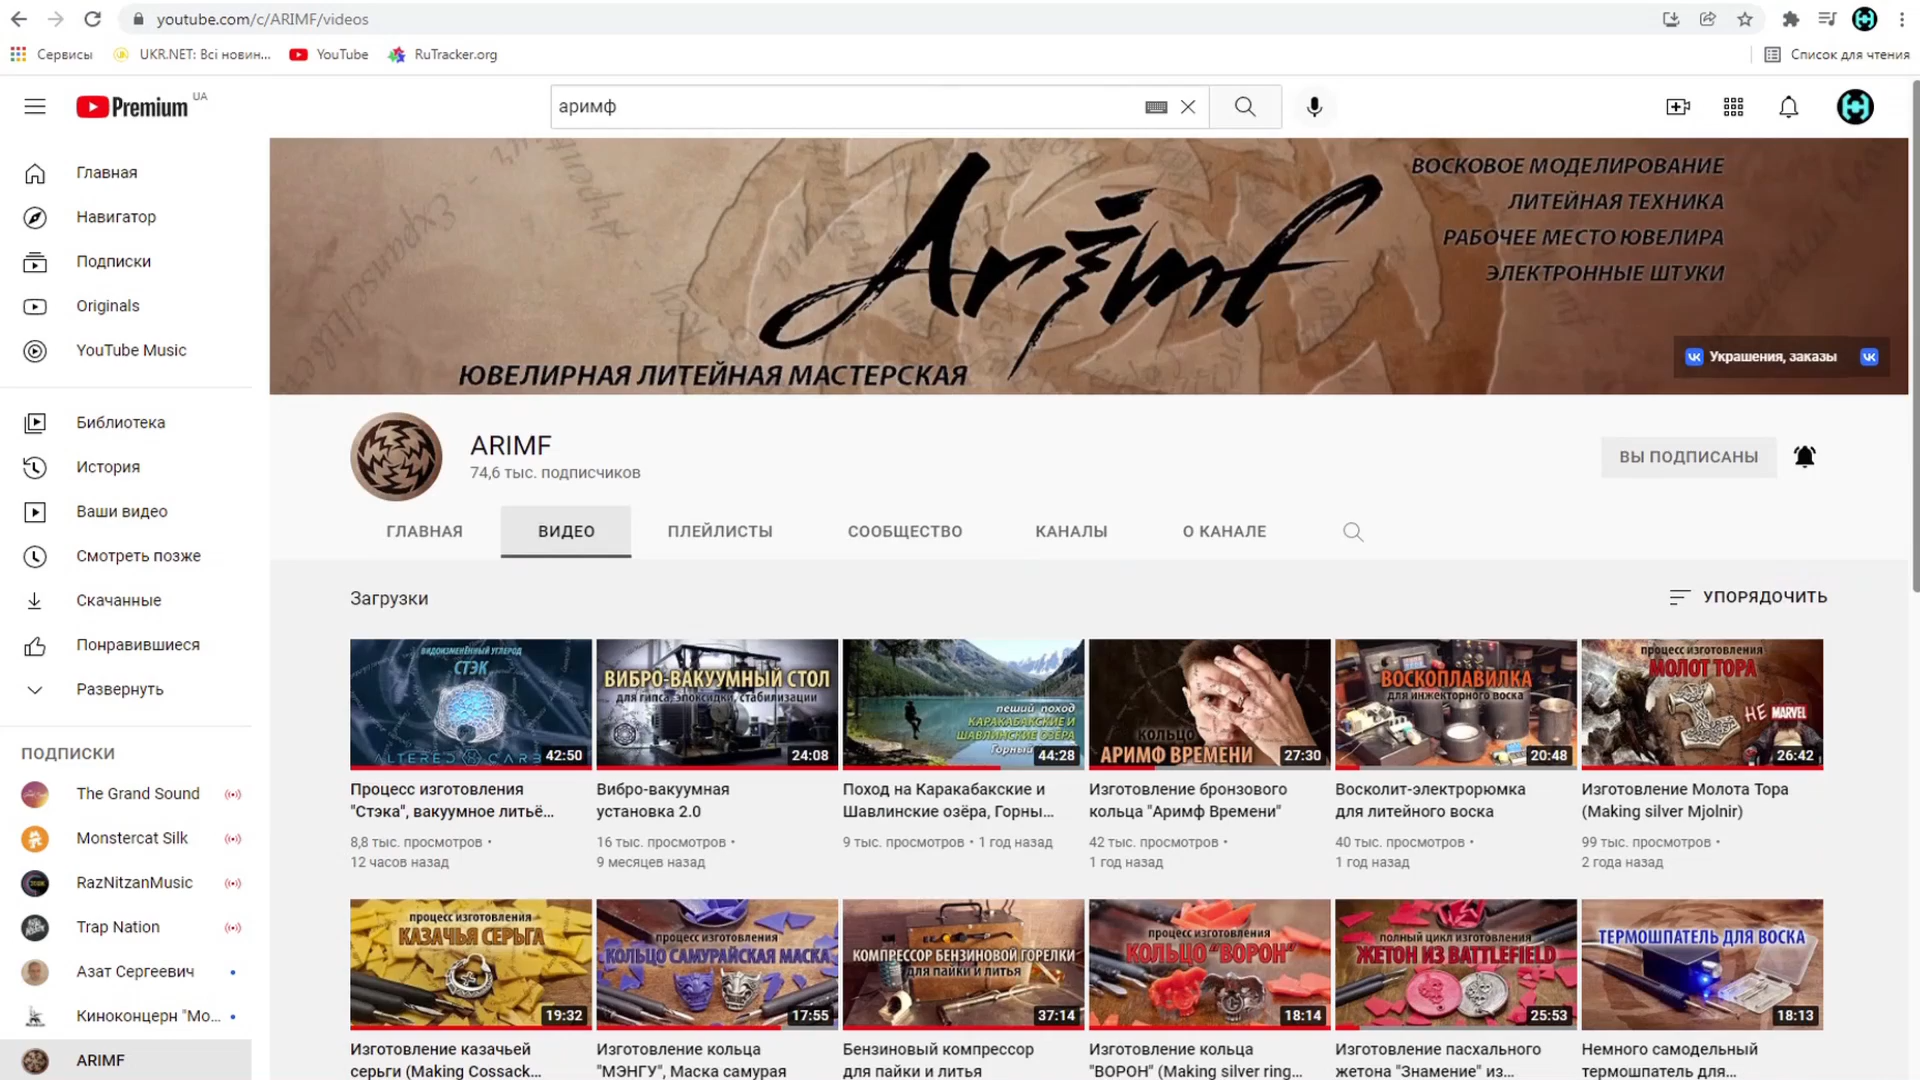 youtube.com/c/ARIMF/videos
Сервисы
UKR.NET: Всі новин...
YouTube
RuTracker.org
Список для чтения
Premium
UA
аримф
Главная
Навигатор
Подписки
Originals
YouTube Music
Библиотека
История
Ваши видео
Смотреть позже
Скачанные
Понравившиеся
Развернуть
ПОДПИСКИ
The Grand Sound
Monstercat Silk
RazNitzanMusic
Trap Nation
Азат Сергеевич
Киноконцерн "Мо...
ARIMF
Arimf
ВОСКОВОЕ МОДЕЛИРОВАНИЕ
ЛИТЕЙНАЯ ТЕХНИКА
РАБОЧЕЕ МЕСТО ЮВЕЛИРА
ЭЛЕКТРОННЫЕ ШТУКИ
ЮВЕЛИРНАЯ ЛИТЕЙНАЯ МАСТЕРСКАЯ
Украшения, заказы
ARIMF
74,6 тыс. подписчиков
ВЫ ПОДПИСАНЫ
ГЛАВНАЯ
ВИДЕО
ПЛЕЙЛИСТЫ
СООБЩЕСТВО
КАНАЛЫ
О КАНАЛЕ
Загрузки
УПОРЯДОЧИТЬ
ВИДОИЗМЕНЁННЫЙ УГЛЕРОД
СТЭК
ALTERED CARB
42:50
Процесс изготовления
"Стэка", вакуумное литьё...
8,8 тыс. просмотров •
12 часов назад
ВИБРО-ВАКУУМНЫЙ СТОЛ
для гипса, эпоксидки, стабилизации
24:08
Вибро-вакуумная
установка 2.0
16 тыс. просмотров •
9 месяцев назад
пеший поход
КАРАКАБАКСКИЕ И
ШАВЛИНСКИЕ ОЗЁРА
Горный
44:28
Поход на Каракабакские и
Шавлинские озёра, Горны...
9 тыс. просмотров • 1 год назад
КОЛЬЦО
АРИМФ ВРЕМЕНИ
27:30
Изготовление бронзового
кольца "Аримф Времени"
42 тыс. просмотров •
1 год назад
ВОСКОПЛАВИЛКА
для инжекторного воска
20:48
Восколит-электрорюмка
для литейного воска
40 тыс. просмотров •
1 год назад
процесс изготовления
МОЛОТ ТОРА
НЕ MARVEL
26:42
Изготовление Молота Тора
(Making silver Mjolnir)
99 тыс. просмотров •
2 года назад
процесс изготовления
КАЗАЧЬЯ СЕРЬГА
19:32
Изготовление казачьей
серьги (Making Cossack...
процесс изготовления
КОЛЬЦО САМУРАЙСКАЯ МАСКА
17:55
Изготовление кольца
"МЭНГУ", Маска самурая
КОМПРЕССОР БЕНЗИНОВОЙ ГОРЕЛКИ
для пайки и литья
37:14
Бензиновый компрессор
для пайки и литья
процесс изготовления
КОЛЬЦО "ВОРОН"
18:14
Изготовление кольца
"ВОРОН" (Making silver ring...
полный цикл изготовления
ЖЕТОН ИЗ BATTLEFIELD
25:53
Изготовление пасхального
жетона "Знамение" из...
ТЕРМОШПАТЕЛЬ ДЛЯ ВОСКА
18:13
Немного самодельный
термошпатель для...